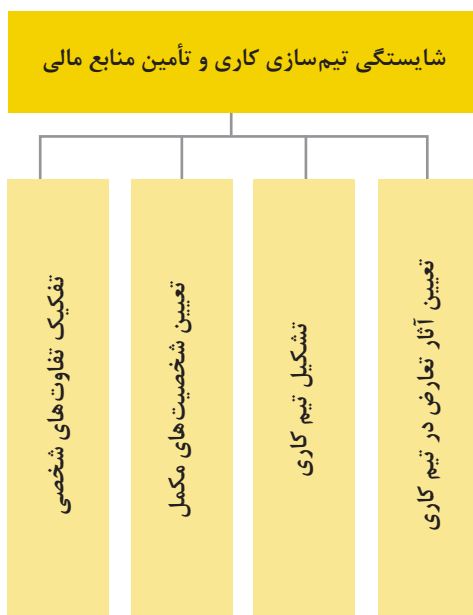 شایستگی تیم‌سازی کاری و تأمین منابع مالی
تعیین آثار تعارض در تیم کاری
تشکیل تیم کاری
تعیین شخصیت‌های مکمل
تفکیک تفاوت‌های شخصی